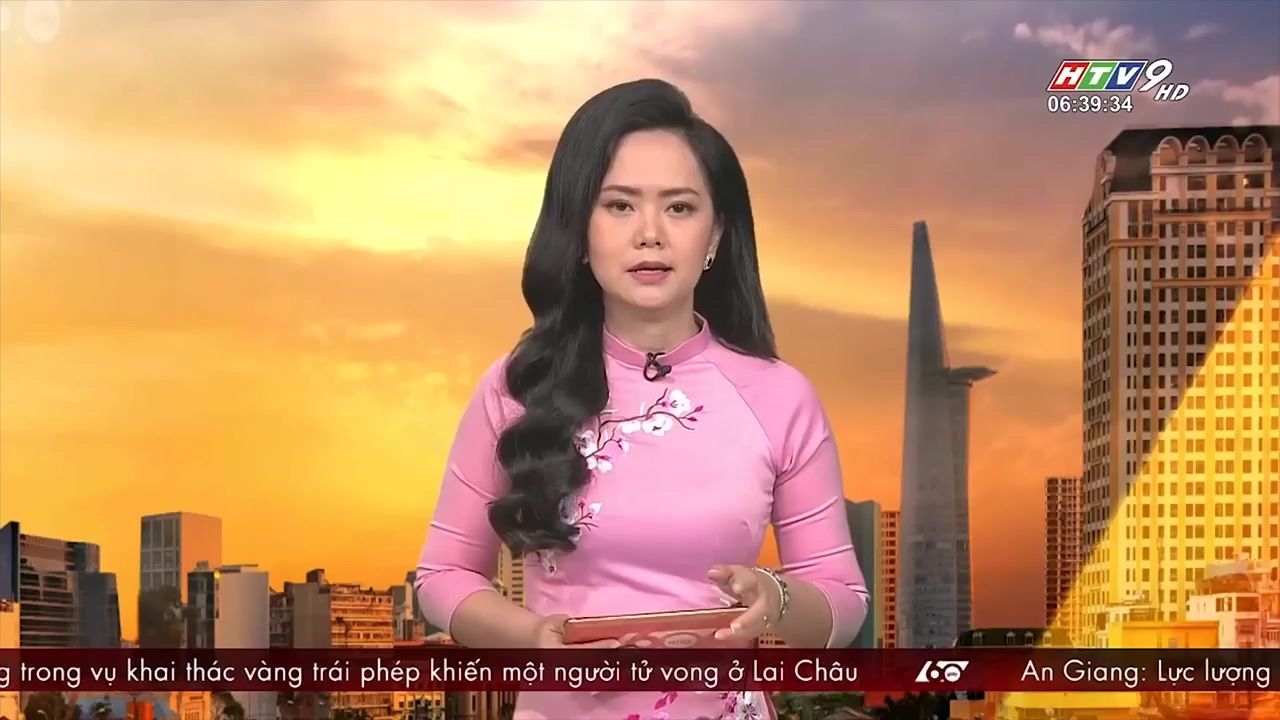 HTV9 HD
06:39:34
g trong vụ khai thác vàng trái phép khiến một người tử vong ở Lai Châu 60 An Giang: Lực lượng